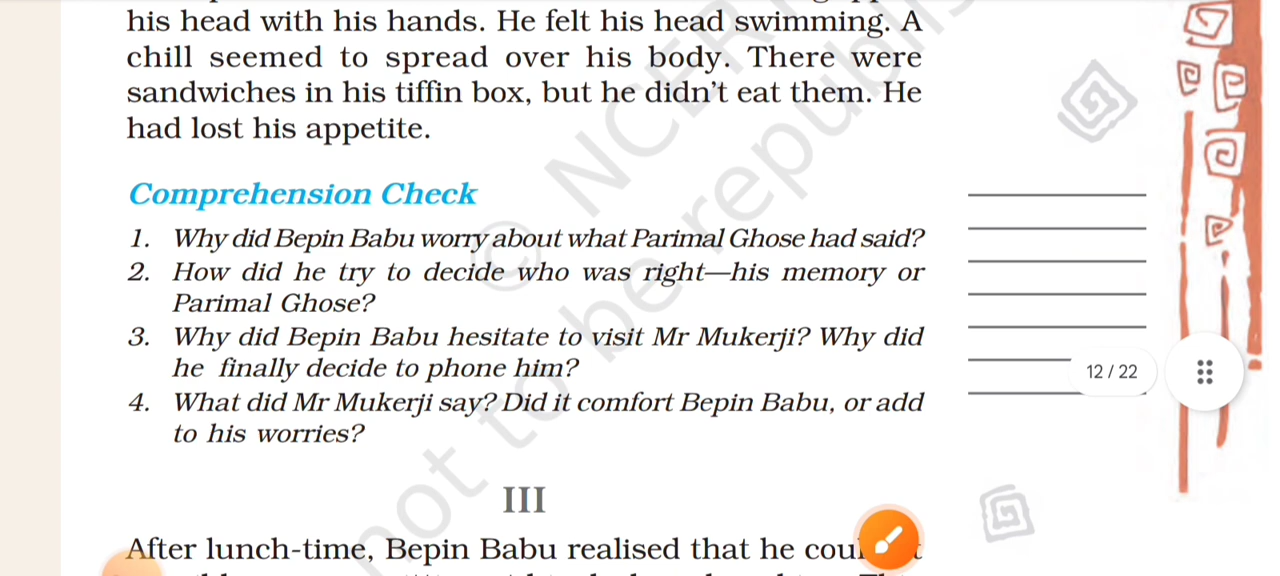 his head with his hands. He felt his head swimming. A
chill seemed to spread over his body. There were
sandwiches in his tiffin box, but he didn't eat them. He
had lost his appetite.
Comprehension Check
1. Why did Bepin Babu worry about what Parimal Ghose had said?
2. How did he try to decide who was right—his memory or
Parimal Ghose?
3. Why did Bepin Babu hesitate to visit Mr Mukerji? Why did
he finally decide to phone him?
4. What did Mr Mukerji say? Did it comfort Bepin Babu, or add
to his worries?
12 / 22
III
After lunch-time, Bepin Babu realised that he
© NCERT
not to be republis